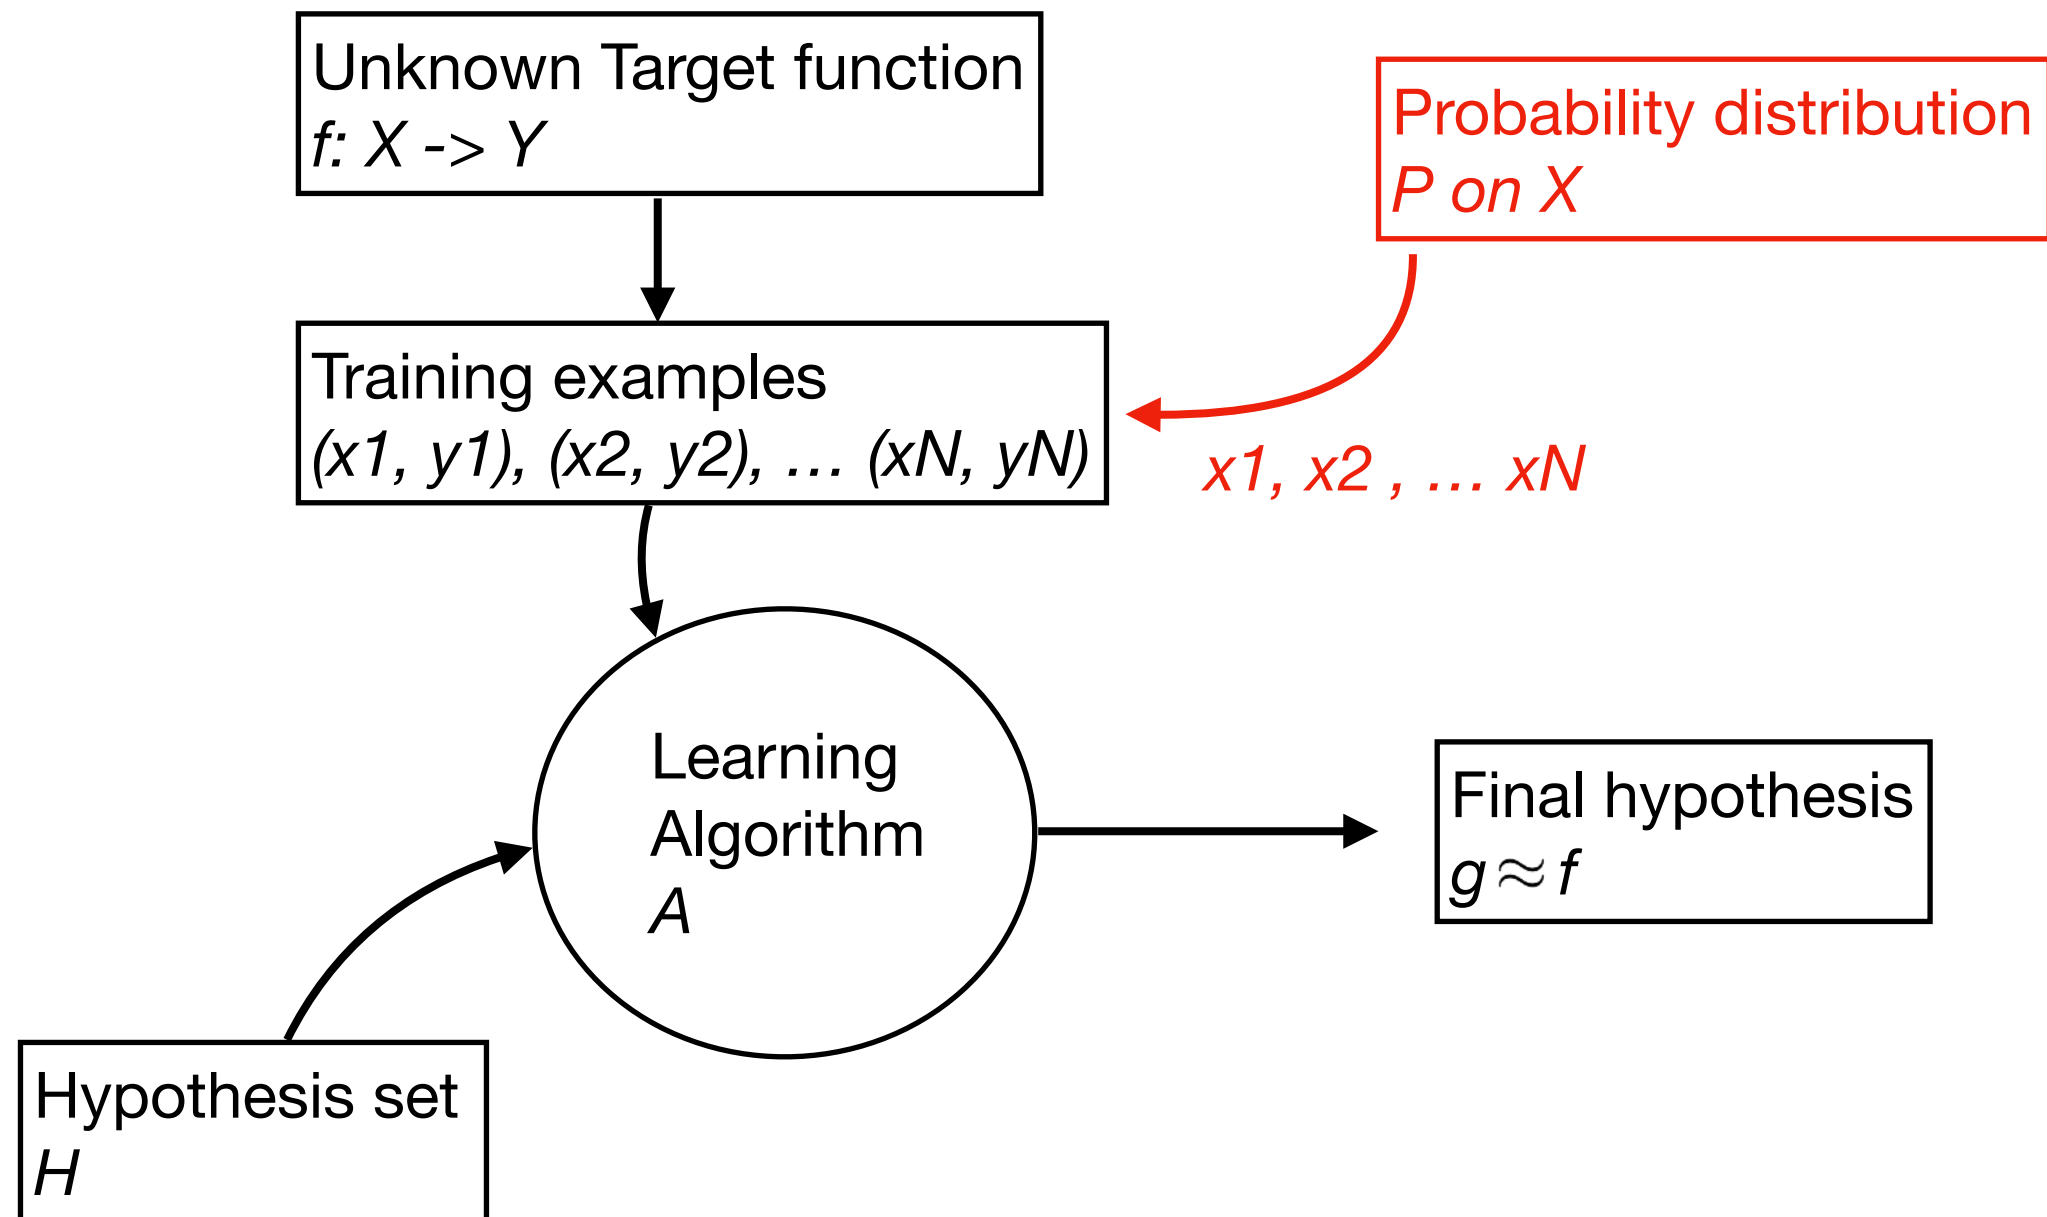 Unknown Target function
f: X -> Y
Probability distribution
P on X
Training examples
(x1, y1), (x2, y2), … (xN, yN)
x1, x2 , … xN
Learning
Algorithm
A
Final hypothesis
g ≈ f
Hypothesis set
H